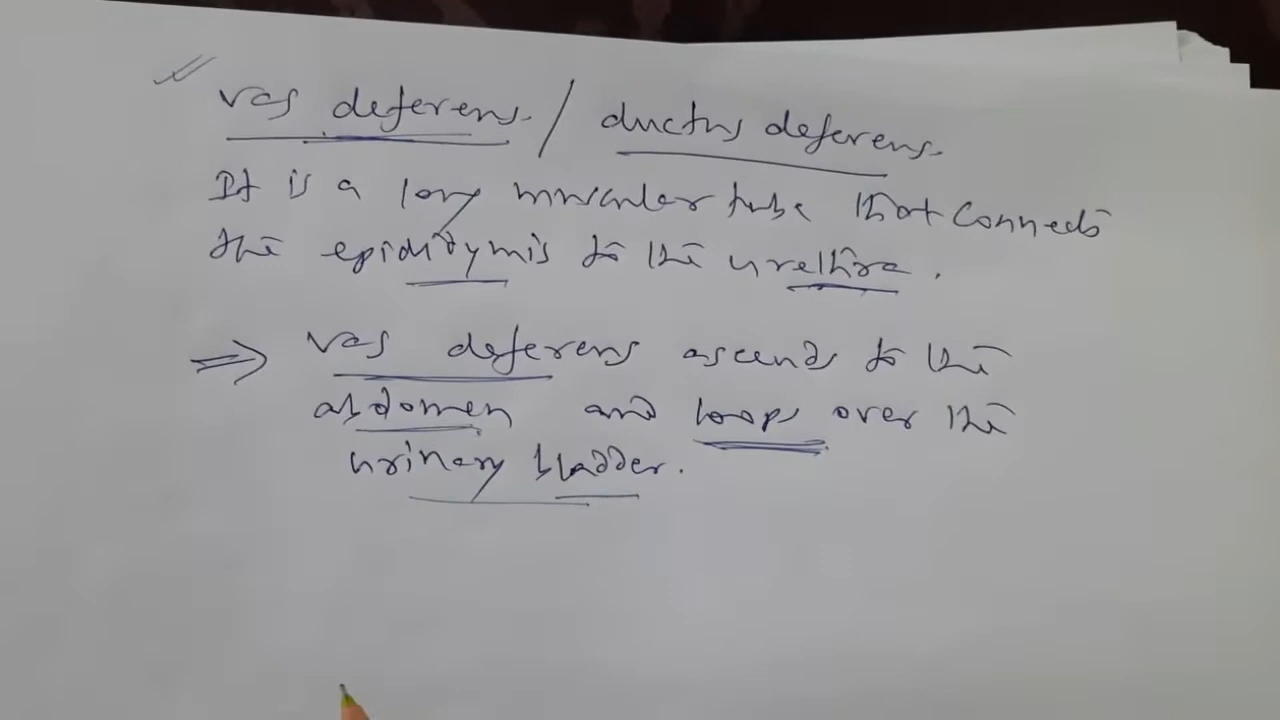 vas deferens. / ductus deferens.
It is a long muscular tube that connects
the epididymis to the urethra.
⇒ vas deferens ascends to the
abdomen and loops over the
urinary bladder.